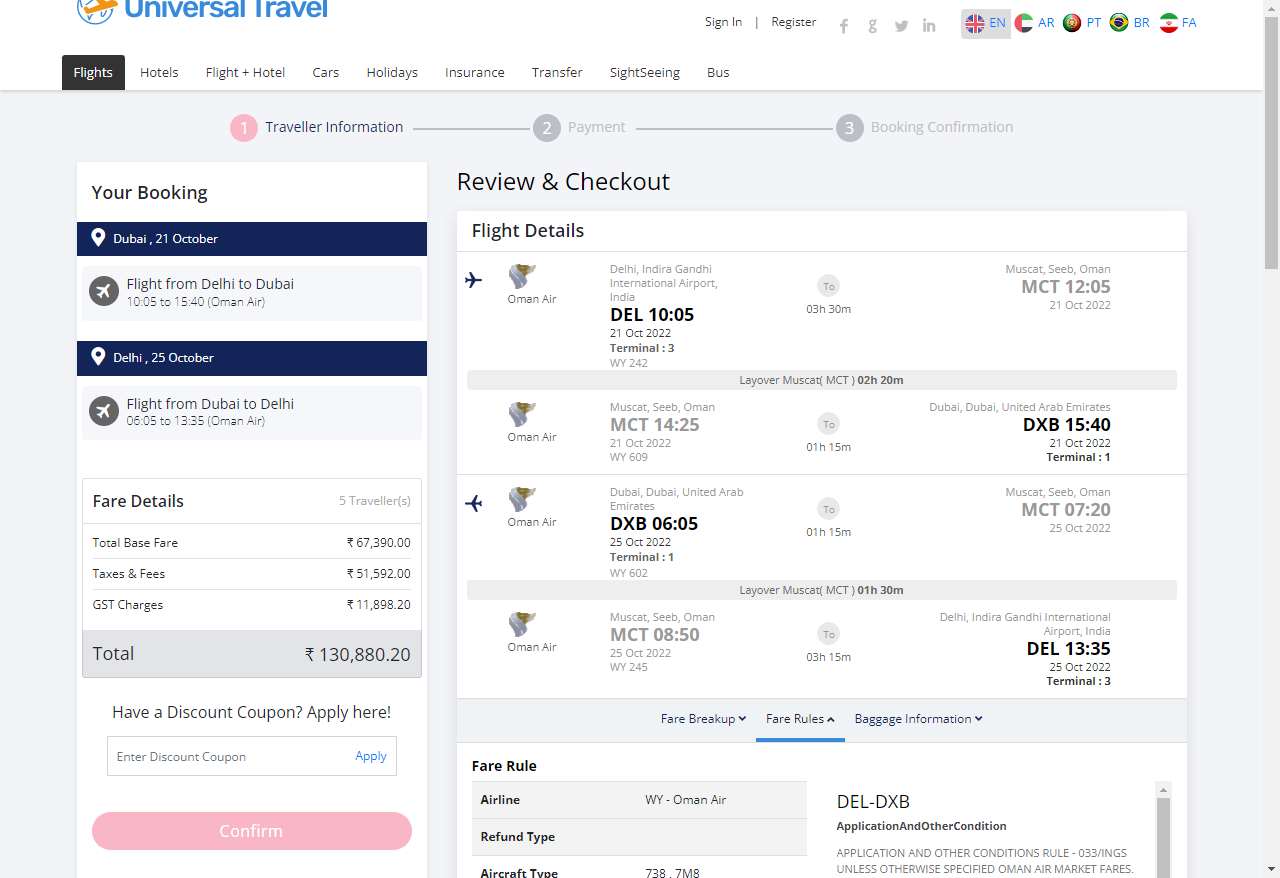 Universal Travel
Sign In | Register
EN AR PT BR FA
Flights Hotels Flight + Hotel Cars Holidays Insurance Transfer SightSeeing Bus
1 Traveller Information 2 Payment 3 Booking Confirmation
Your Booking
Dubai , 21 October
Flight from Delhi to Dubai
10:05 to 15:40 (Oman Air)
Delhi , 25 October
Flight from Dubai to Delhi
06:05 to 13:35 (Oman Air)
Fare Details 5 Traveller(s)
Total Base Fare ₹ 67,390.00
Taxes & Fees ₹ 51,592.00
GST Charges ₹ 11,898.20
Total ₹ 130,880.20
Have a Discount Coupon? Apply here!
Enter Discount Coupon Apply
Confirm
Review & Checkout
Flight Details
Oman Air
Delhi, Indira Gandhi
International Airport,
India
DEL 10:05
21 Oct 2022
Terminal : 3
WY 242
To
03h 30m
Muscat, Seeb, Oman
MCT 12:05
21 Oct 2022
Layover Muscat( MCT ) 02h 20m
Oman Air
Muscat, Seeb, Oman
MCT 14:25
21 Oct 2022
WY 609
To
01h 15m
Dubai, Dubai, United Arab Emirates
DXB 15:40
21 Oct 2022
Terminal : 1
Oman Air
Dubai, Dubai, United Arab
Emirates
DXB 06:05
25 Oct 2022
Terminal : 1
WY 602
To
01h 15m
Muscat, Seeb, Oman
MCT 07:20
25 Oct 2022
Layover Muscat( MCT ) 01h 30m
Oman Air
Muscat, Seeb, Oman
MCT 08:50
25 Oct 2022
WY 245
To
03h 15m
Delhi, Indira Gandhi International
Airport, India
DEL 13:35
25 Oct 2022
Terminal : 3
Fare Breakup Fare Rules Baggage Information
Fare Rule
Airline WY - Oman Air
Refund Type
Aircraft Type 738 , 7M8
DEL-DXB
ApplicationAndOtherCondition
APPLICATION AND OTHER CONDITIONS RULE - 033/INGS
UNLESS OTHERWISE SPECIFIED OMAN AIR MARKET FARES.